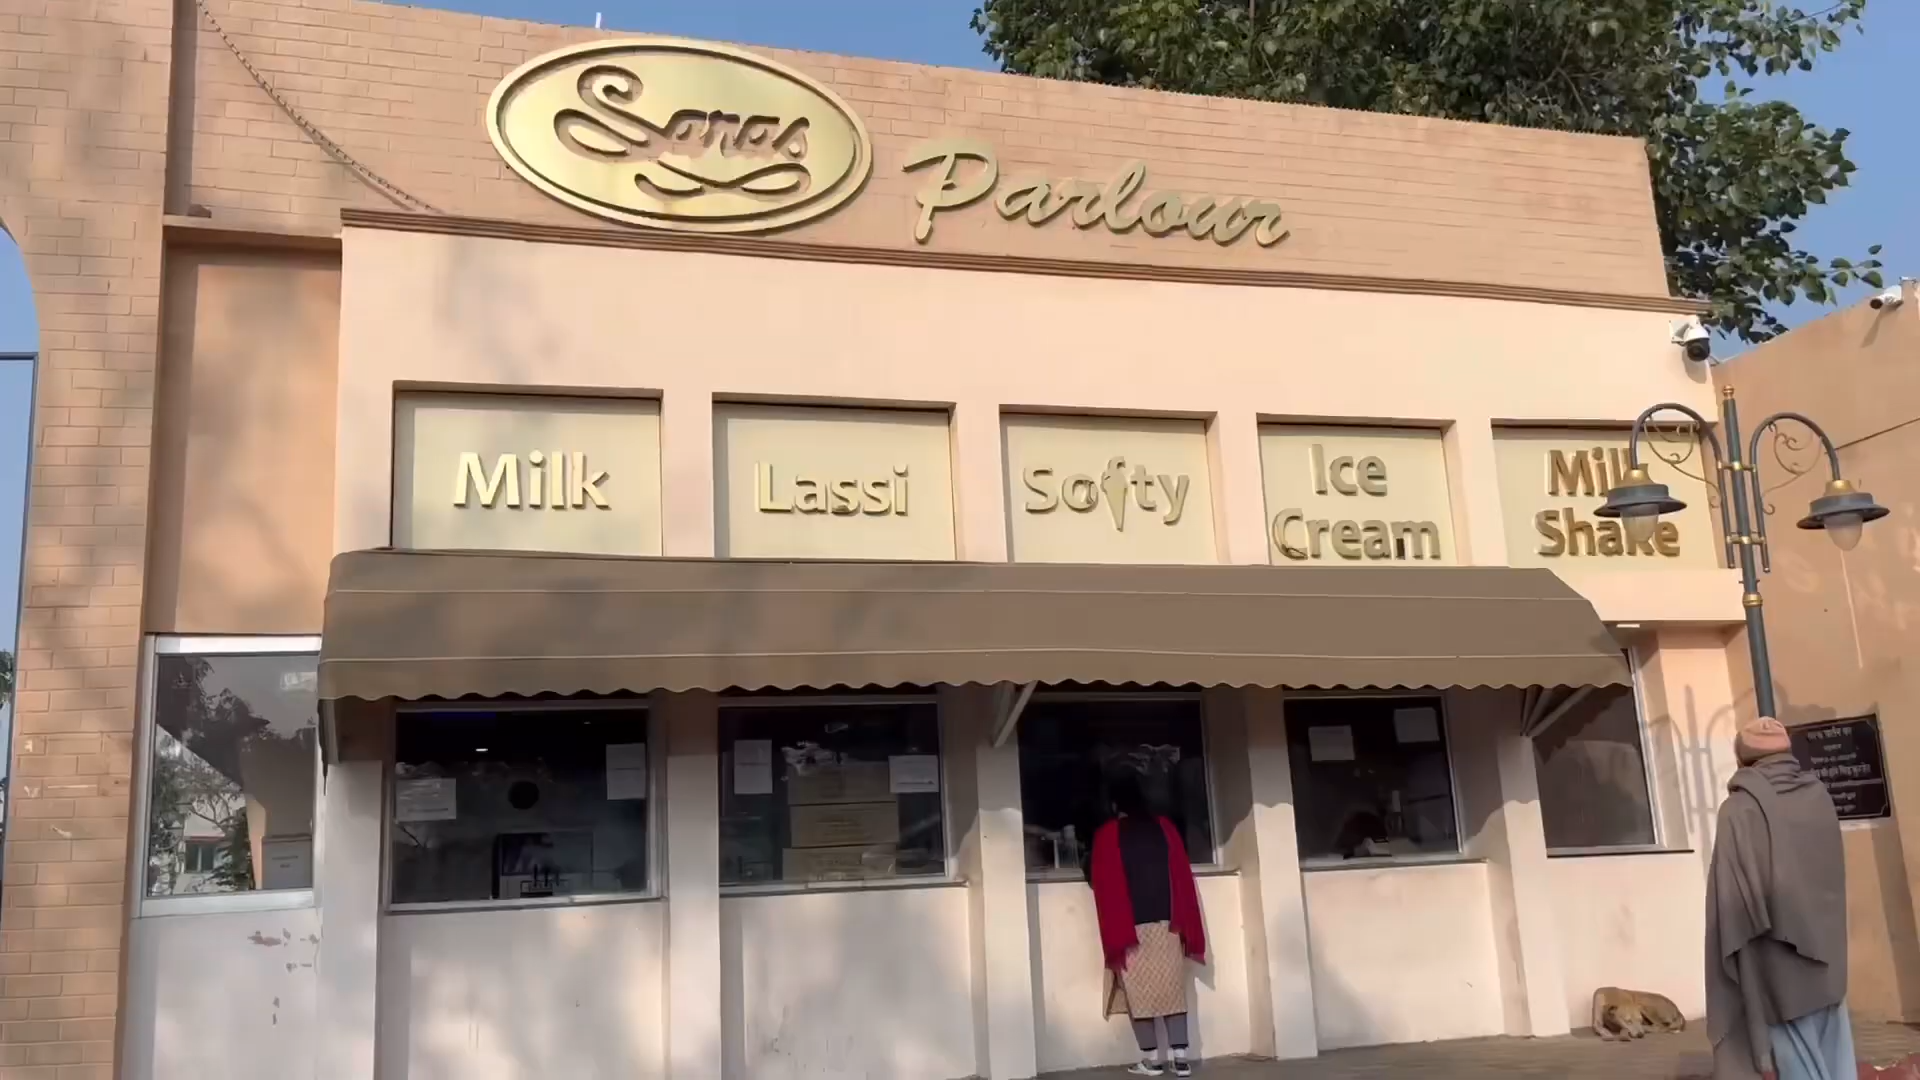 Saras
Parlour
Milk
Lassi
Softy
Ice
Cream
Milk
Shake